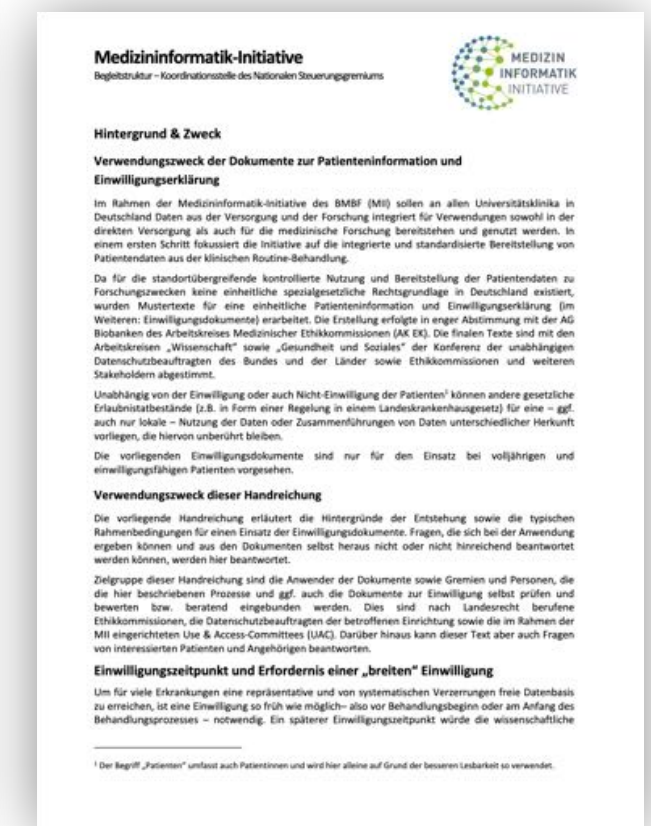 Medizininformatik-Initiative
Begleitstruktur – Koordinationsstelle des Nationalen Steuerungsgremiums
MEDIZIN
INFORMATIK
INITIATIVE
Hintergrund & Zweck
Verwendungszweck der Dokumente zur Patienteninformation und
Einwilligungserklärung
Im Rahmen der Medizininformatik-Initiative des BMBF (MII) sollen an allen Universitätsklinika in
Deutschland Daten aus der Versorgung und der Forschung integriert für Verwendungen sowohl in der
direkten Versorgung als auch für die medizinische Forschung bereitstehen und genutzt werden. In
einem ersten Schritt fokussiert die Initiative auf die integrierte und standardisierte Bereitstellung von
Patientendaten aus der klinischen Routine-Behandlung.
Da für die standortübergreifende kontrollierte Nutzung und Bereitstellung der Patientendaten zu
Forschungszwecken keine einheitliche spezialgesetzliche Rechtsgrundlage in Deutschland existiert,
wurden Mustertexte für eine einheitliche Patienteninformation und Einwilligungserklärung (im
Weiteren: Einwilligungsdokumente) erarbeitet. Die Erstellung erfolgte in enger Abstimmung mit der AG
Biobanken des Arbeitskreises Medizinischer Ethikkommissionen (AK EK). Die finalen Texte sind mit den
Arbeitskreisen „Wissenschaft“ sowie „Gesundheit und Soziales“ der Konferenz der unabhängigen
Datenschutzbeauftragten des Bundes und der Länder sowie Ethikkommissionen und weiteren
Stakeholdern abgestimmt.
Unabhängig von der Einwilligung oder auch Nicht-Einwilligung der Patienten¹ können andere gesetzliche
Erlaubnistatbestände (z.B. in Form einer Regelung in einem Landeskrankenhausgesetz) für eine – ggf.
auch nur lokale – Nutzung der Daten oder Zusammenführungen von Daten unterschiedlicher Herkunft
vorliegen, die hiervon unberührt bleiben.
Die vorliegenden Einwilligungsdokumente sind nur für den Einsatz bei volljährigen und
einwilligungsfähigen Patienten vorgesehen.
Verwendungszweck dieser Handreichung
Die vorliegende Handreichung erläutert die Hintergründe der Entstehung sowie die typischen
Rahmenbedingungen für einen Einsatz der Einwilligungsdokumente. Fragen, die sich bei der Anwendung
ergeben können und aus den Dokumenten selbst heraus nicht oder nicht hinreichend beantwortet
werden können, werden hier beantwortet.
Zielgruppe dieser Handreichung sind die Anwender der Dokumente sowie Gremien und Personen, die
die hier beschriebenen Prozesse und ggf. auch die Dokumente zur Einwilligung selbst prüfen und
bewerten bzw. beratend eingebunden werden. Dies sind nach Landesrecht berufene
Ethikkommissionen, die Datenschutzbeauftragten der betroffenen Einrichtung sowie die im Rahmen der
MII eingerichteten Use & Access-Committees (UAC). Darüber hinaus kann dieser Text aber auch Fragen
von interessierten Patienten und Angehörigen beantworten.
Einwilligungszeitpunkt und Erfordernis einer „breiten“ Einwilligung
Um für viele Erkrankungen eine repräsentative und von systematischen Verzerrungen freie Datenbasis
zu erreichen, ist eine Einwilligung so früh wie möglich– also vor Behandlungsbeginn oder am Anfang des
Behandlungsprozesses – notwendig. Ein späterer Einwilligungszeitpunkt würde die wissenschaftliche
¹ Der Begriff „Patienten“ umfasst auch Patientinnen und wird hier alleine auf Grund der besseren Lesbarkeit so verwendet.